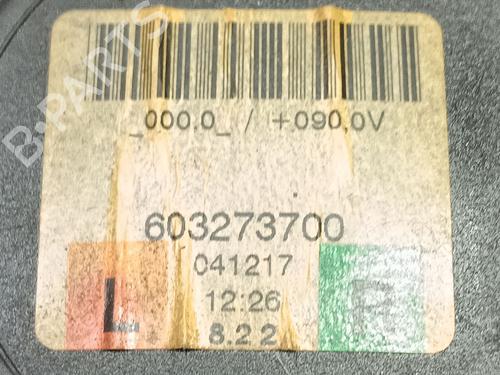 B-PARTS
_000.0_ / +090,0V
603273700
L 041217 R
12:26
8.2.2